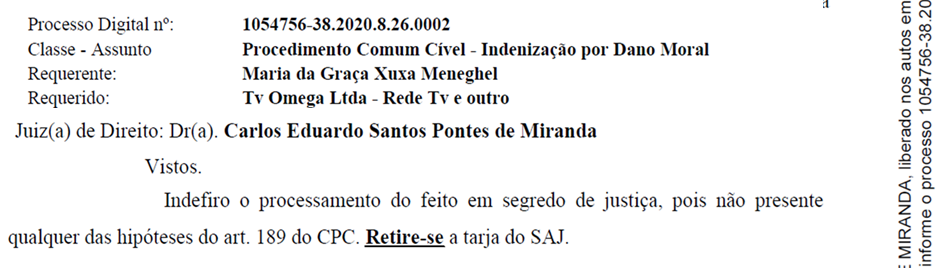 Processo Digital nº: 1054756-38.2020.8.26.0002
Classe - Assunto Procedimento Comum Cível - Indenização por Dano Moral
Requerente: Maria da Graça Xuxa Meneghel
Requerido: Tv Omega Ltda - Rede Tv e outro
Juiz(a) de Direito: Dr(a). Carlos Eduardo Santos Pontes de Miranda
Vistos.
Indefiro o processamento do feito em segredo de justiça, pois não presente
qualquer das hipóteses do art. 189 do CPC. Retire-se a tarja do SAJ.
E MIRANDA, liberado nos autos em
informe o processo 1054756-38.20